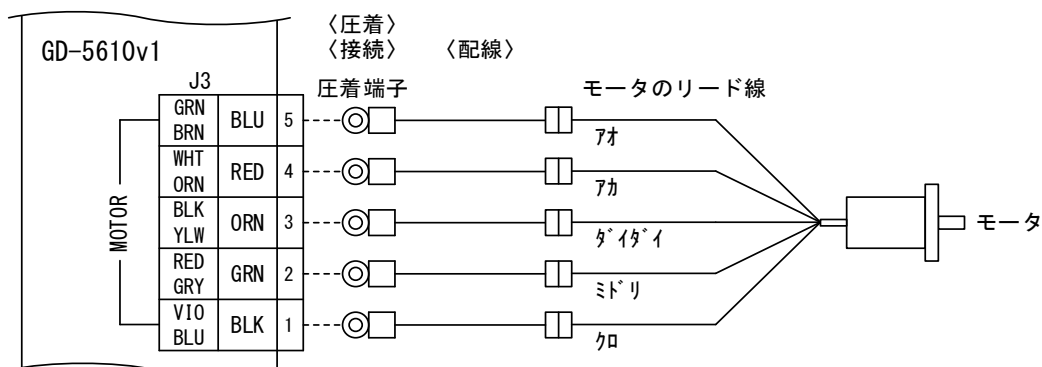 〈圧着〉
GD-5610v1
〈接続〉 〈配線〉
J3
圧着端子
モータのリード線
GRN
BRN
BLU
5
ｱｵ
WHT
ORN
RED
4
ｱｶ
BLK
YLW
ORN
3
ﾀﾞｲﾀﾞｲ
MOTOR
モータ
RED
GRY
GRN
2
ﾐﾄﾞﾘ
VIO
BLU
BLK
1
ｸﾛ